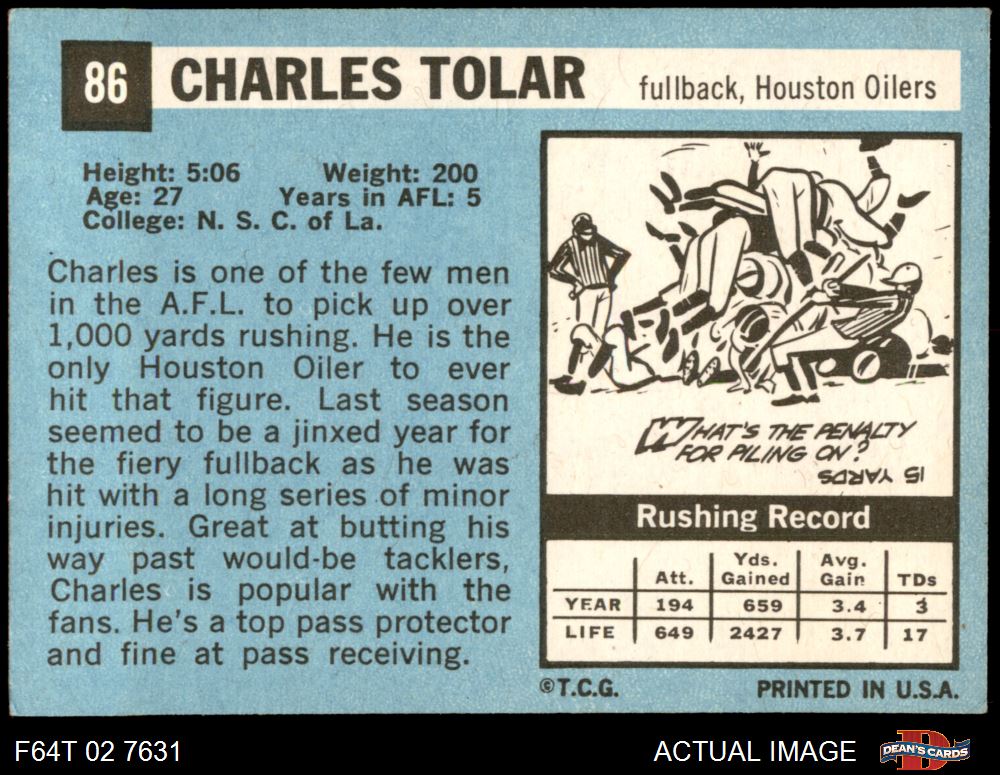 86 CHARLES TOLAR fullback, Houston Oilers
Height: 5:06 Weight: 200
Age: 27 Years in AFL: 5
College: N. S. C. of La.
Charles is one of the few men
in the A.F.L. to pick up over
1,000 yards rushing. He is the
only Houston Oiler to ever
hit that figure. Last season
seemed to be a jinxed year for
the fiery fullback as he was
hit with a long series of minor
injuries. Great at butting his
way past would-be tacklers,
Charles is popular with the
fans. He's a top pass protector
and fine at pass receiving.
WHAT'S THE PENALTY
FOR PILING ON?
15 YARDS
Rushing Record
Att. Yds. Gained Avg. Gain TDs
YEAR 194 659 3.4 3
LIFE 649 2427 3.7 17
©T.C.G. PRINTED IN U.S.A.
F64T 02 7631 ACTUAL IMAGE D DEAN'S CARDS